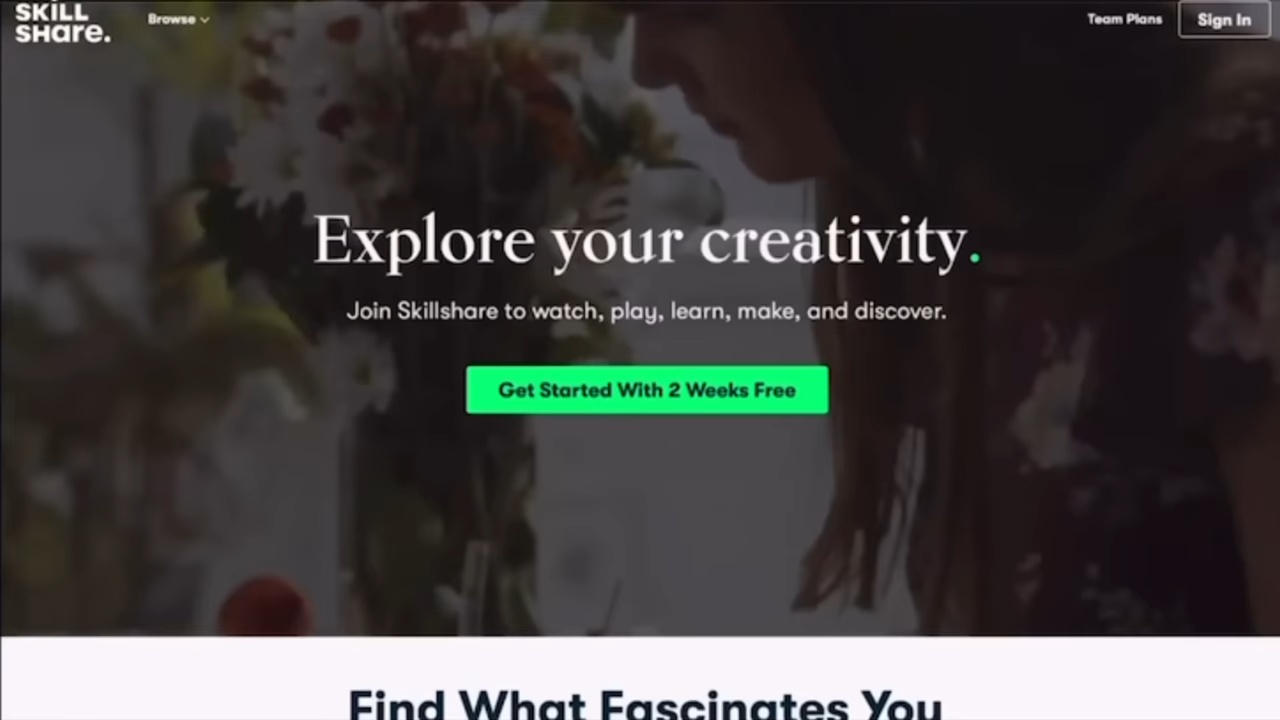 SKiLL
SHare.
Browse
Team Plans
Sign In
Explore your creativity.
Join Skillshare to watch, play, learn, make, and discover.
Get Started With 2 Weeks Free
Find What Fascinates You